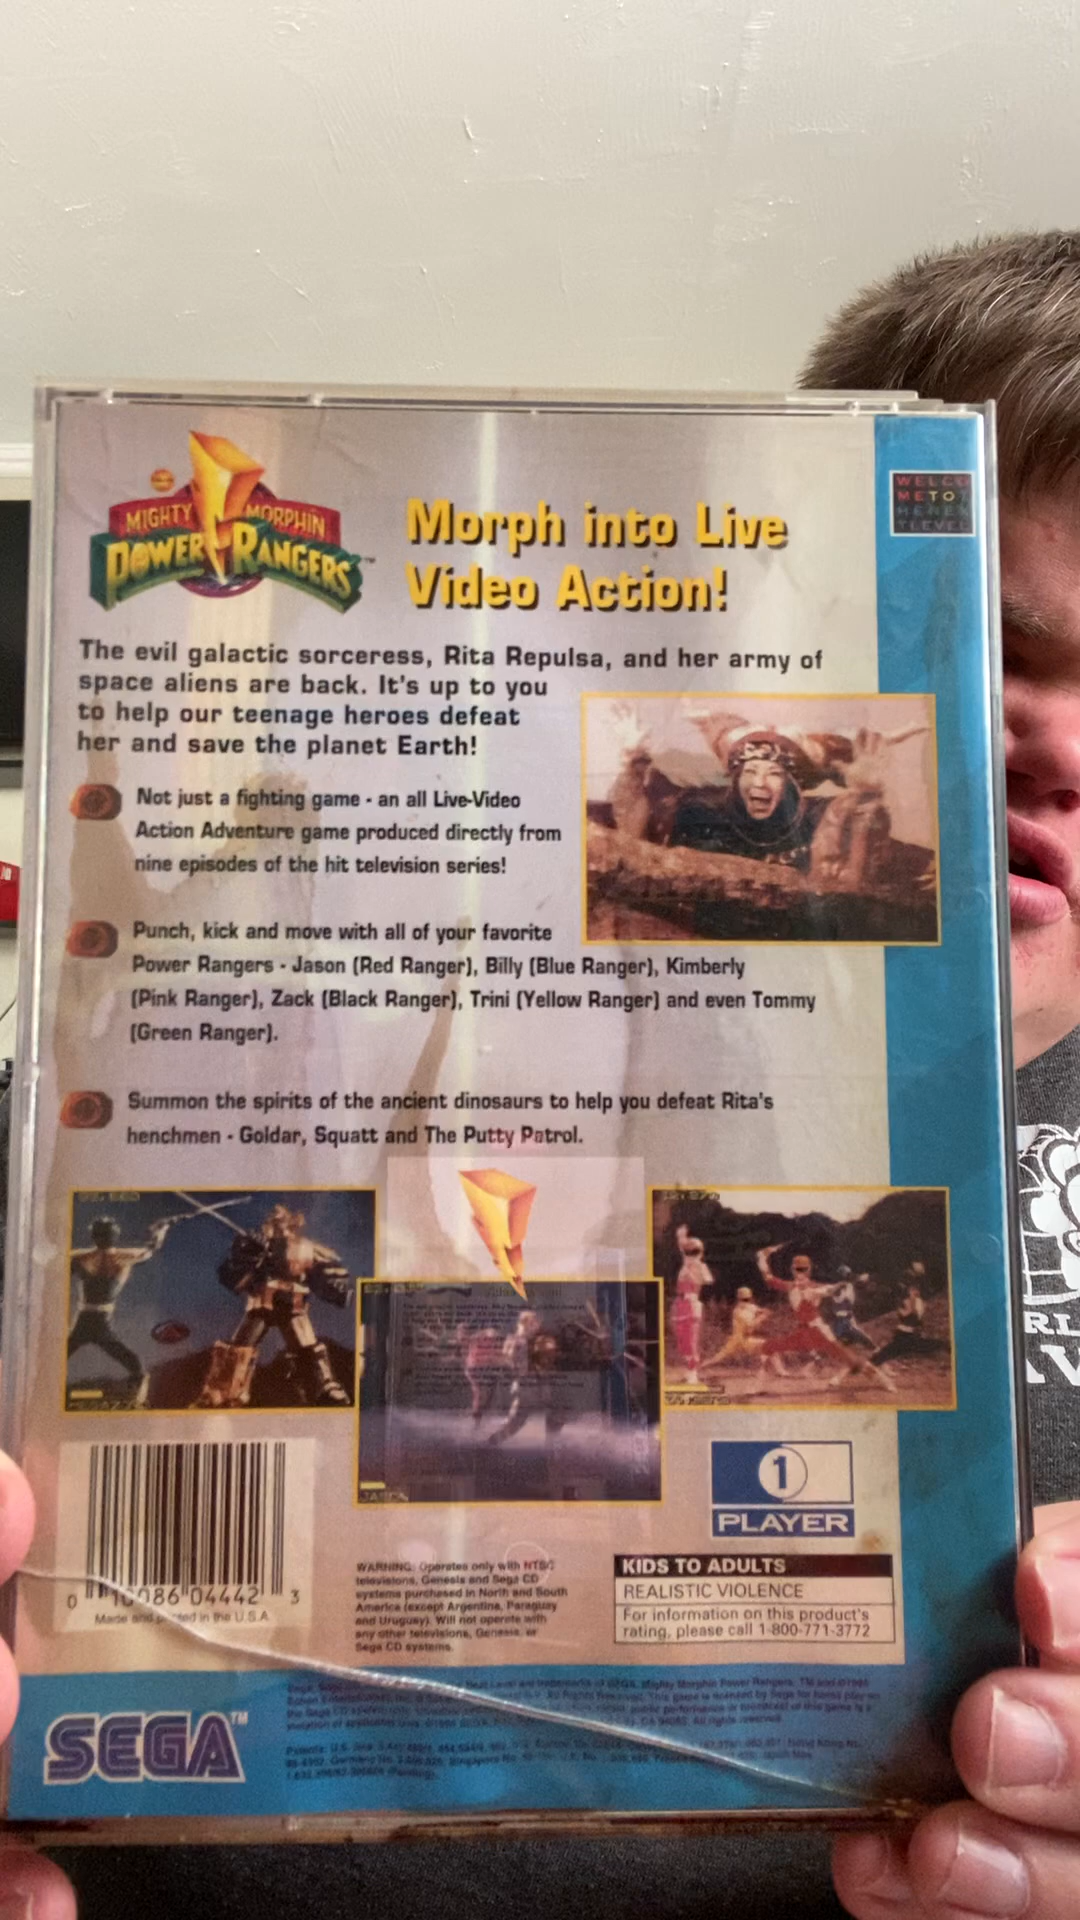 MIGHTY MORPHIN
POWER RANGERS™
Morph into Live
Video Action!
WELCO
METOT
HENEX
TLEVEL
The evil galactic sorceress, Rita Repulsa, and her army of
space aliens are back. It's up to you
to help our teenage heroes defeat
her and save the planet Earth!
Not just a fighting game - an all Live-Video
Action Adventure game produced directly from
nine episodes of the hit television series!
Punch, kick and move with all of your favorite
Power Rangers - Jason (Red Ranger), Billy (Blue Ranger), Kimberly
(Pink Ranger), Zack (Black Ranger), Trini (Yellow Ranger) and even Tommy
(Green Ranger).
Summon the spirits of the ancient dinosaurs to help you defeat Rita's
henchmen - Goldar, Squatt and The Putty Patrol.
JASON
1
PLAYER
0 10086 04442 3
Made and printed in the U.S.A.
WARNING: Operates only with NTSC
televisions, Genesis and Sega CD
systems purchased in North and South
America (except Argentina, Paraguay
and Uruguay). Will not operate with
any other televisions, Genesis, or
Sega CD systems.
KIDS TO ADULTS
REALISTIC VIOLENCE
For information on this product's
rating, please call 1-800-771-3772
SEGA™